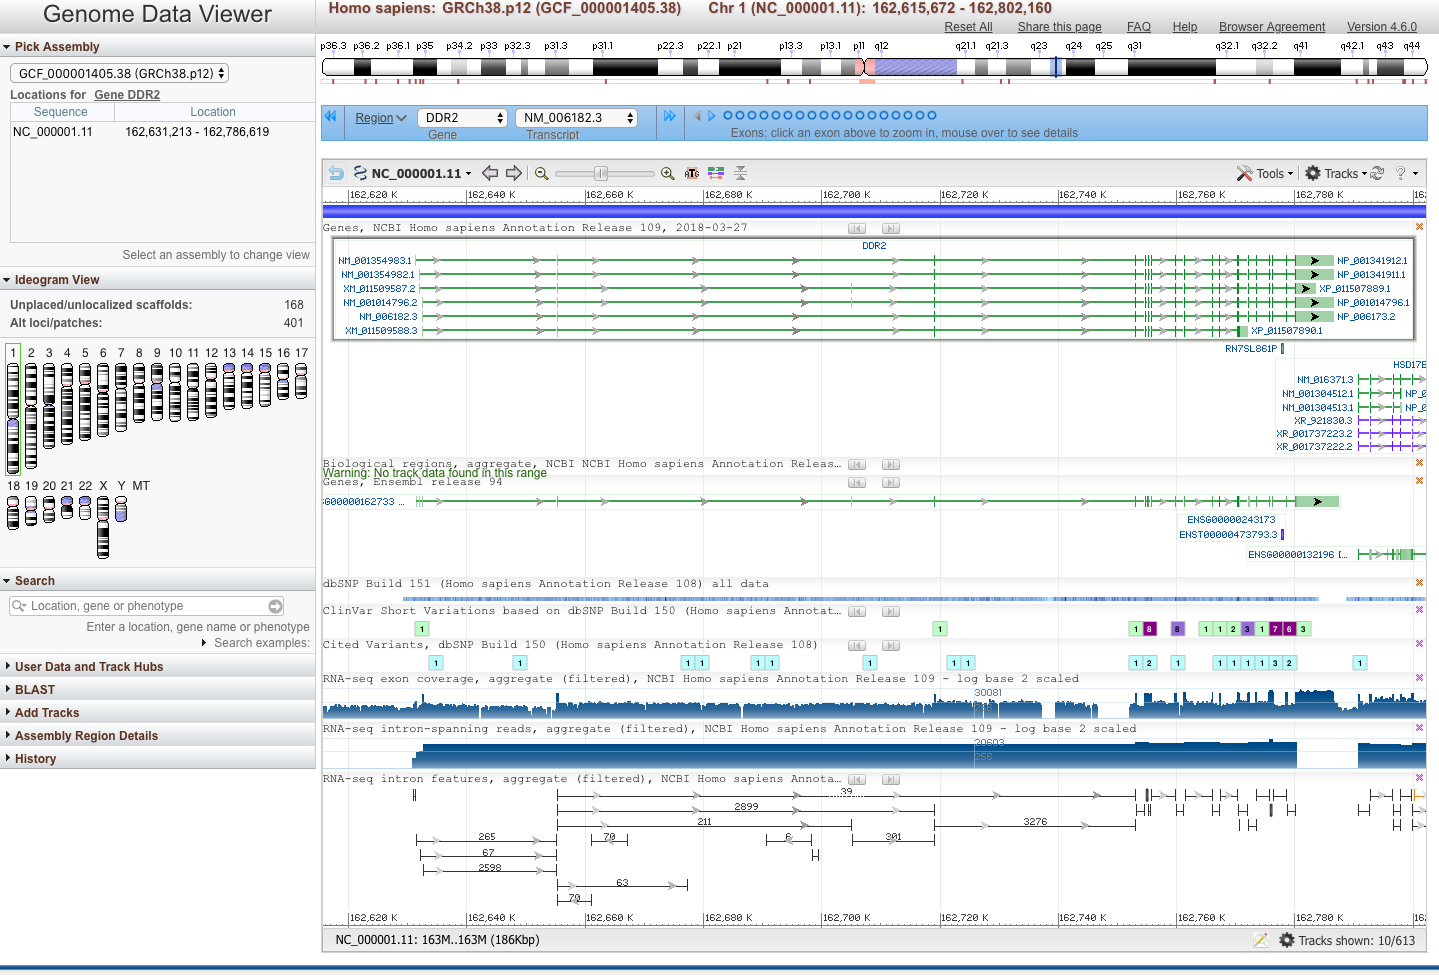 Genome Data Viewer
Homo sapiens: GRCh38.p12 (GCF_000001405.38) Chr 1 (NC_000001.11): 162,615,672 - 162,802,160
Reset All Share this page FAQ Help Browser Agreement Version 4.6.0
Pick Assembly
GCF_000001405.38 (GRCh38.p12)
Locations for Gene DDR2
Sequence Location
NC_000001.11 162,631,213 - 162,786,619
Select an assembly to change view
Ideogram View
Unplaced/unlocalized scaffolds: 168
Alt loci/patches: 401
1 2 3 4 5 6 7 8 9 10 11 12 13 14 15 16 17
18 19 20 21 22 X Y MT
Search
Location, gene or phenotype
Enter a location, gene name or phenotype
Search examples:
User Data and Track Hubs
BLAST
Add Tracks
Assembly Region Details
History
p36.3 p36.2 p36.1 p35 p34.2 p33 p32.3 p31.3 p31.1 p22.3 p22.1 p21 p13.3 p13.1 p11 q12 q21.1 q21.3 q23 q24 q25 q31 q32.1 q32.2 q41 q42.1 q43 q44
Region DDR2 NM_006182.3
Gene Transcript Exons: click an exon above to zoom in, mouse over to see details
NC_000001.11 Tools Tracks ?
162,620 K 162,640 K 162,660 K 162,680 K 162,700 K 162,720 K 162,740 K 162,760 K 162,780 K
Genes, NCBI Homo sapiens Annotation Release 109, 2018-03-27
DDR2
NM_001354983.1 NP_001341912.1
NM_001354982.1 NP_001341911.1
XM_011509587.2 XP_011507889.1
NM_001014796.2 NP_001014796.1
NM_006182.3 NP_006173.2
XM_011509588.3 XP_011507890.1
RN7SL861P
HSD17B
NM_016371.3
NM_001304512.1 NP_0
NM_001304513.1 NP_0
XR_921830.3
XR_001737223.2
XR_001737222.2
Biological regions, aggregate, NCBI NCBI Homo sapiens Annotation Releas...
Warning: No track data found in this range
Genes, Ensembl release 94
G00000162733 ...
ENSG00000243173
ENST00000473793.3
ENSG00000132196 [...
dbSNP Build 151 (Homo sapiens Annotation Release 108) all data
ClinVar Short Variations based on dbSNP Build 150 (Homo sapiens Annotat...
1 1 1 8 8 1 1 2 3 1 7 6 3
Cited Variants, dbSNP Build 150 (Homo sapiens Annotation Release 108)
1 1 1 1 1 1 1 1 1 1 2 1 1 1 1 1 3 2 1
RNA-seq exon coverage, aggregate (filtered), NCBI Homo sapiens Annotation Release 109 - log base 2 scaled
30081
RNA-seq intron-spanning reads, aggregate (filtered), NCBI Homo sapiens Annotation Release 109 - log base 2 scaled
20603
256
RNA-seq intron features, aggregate (filtered), NCBI Homo sapiens Annota...
39
2899
211 3276
265 70 6 301
67
2598
63
70
162,620 K 162,640 K 162,660 K 162,680 K 162,700 K 162,720 K 162,740 K 162,760 K 162,780 K
NC_000001.11: 163M..163M (186Kbp) Tracks shown: 10/613